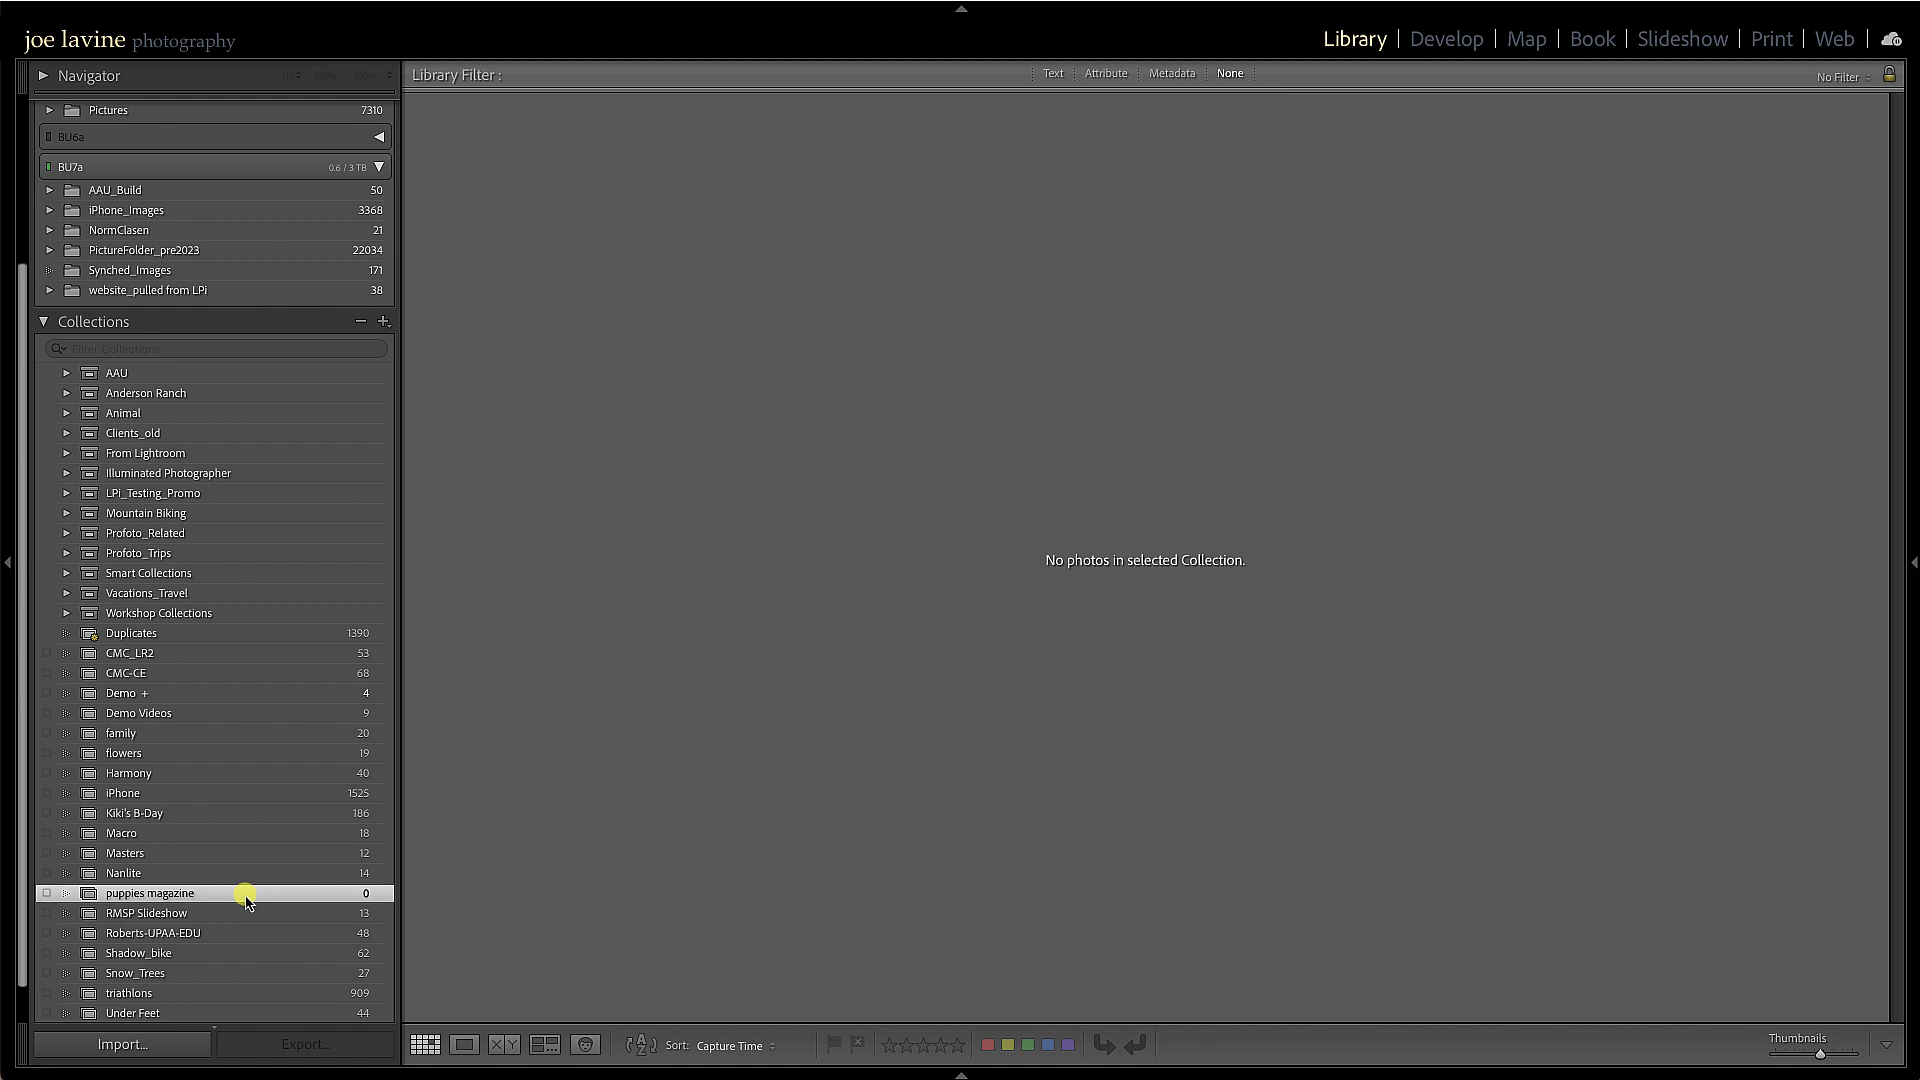 joe lavine photography
Library | Develop | Map | Book | Slideshow | Print | Web |
Navigator
Library Filter :
Text Attribute Metadata None
No Filter
Pictures 7310
BU6a
BU7a 0.6 / 3 TB
AAU_Build 50
iPhone_Images 3368
NormClasen 21
PictureFolder_pre2023 22034
Synched_Images 171
website_pulled from LPi 38
Collections
Filter Collections
AAU
Anderson Ranch
Animal
Clients_old
From Lightroom
Illuminated Photographer
LPi_Testing_Promo
Mountain Biking
Profoto_Related
Profoto_Trips
Smart Collections
Vacations_Travel
Workshop Collections
Duplicates 1390
CMC_LR2 53
CMC-CE 68
Demo + 4
Demo Videos 9
family 20
flowers 19
Harmony 40
iPhone 1525
Kiki's B-Day 186
Macro 18
Masters 12
Nanlite 14
puppies magazine 0
RMSP Slideshow 13
Roberts-UPAA-EDU 48
Shadow_bike 62
Snow_Trees 27
triathlons 909
Under Feet 44
No photos in selected Collection.
Import...
Export...
X Y
Sort: Capture Time
Thumbnails